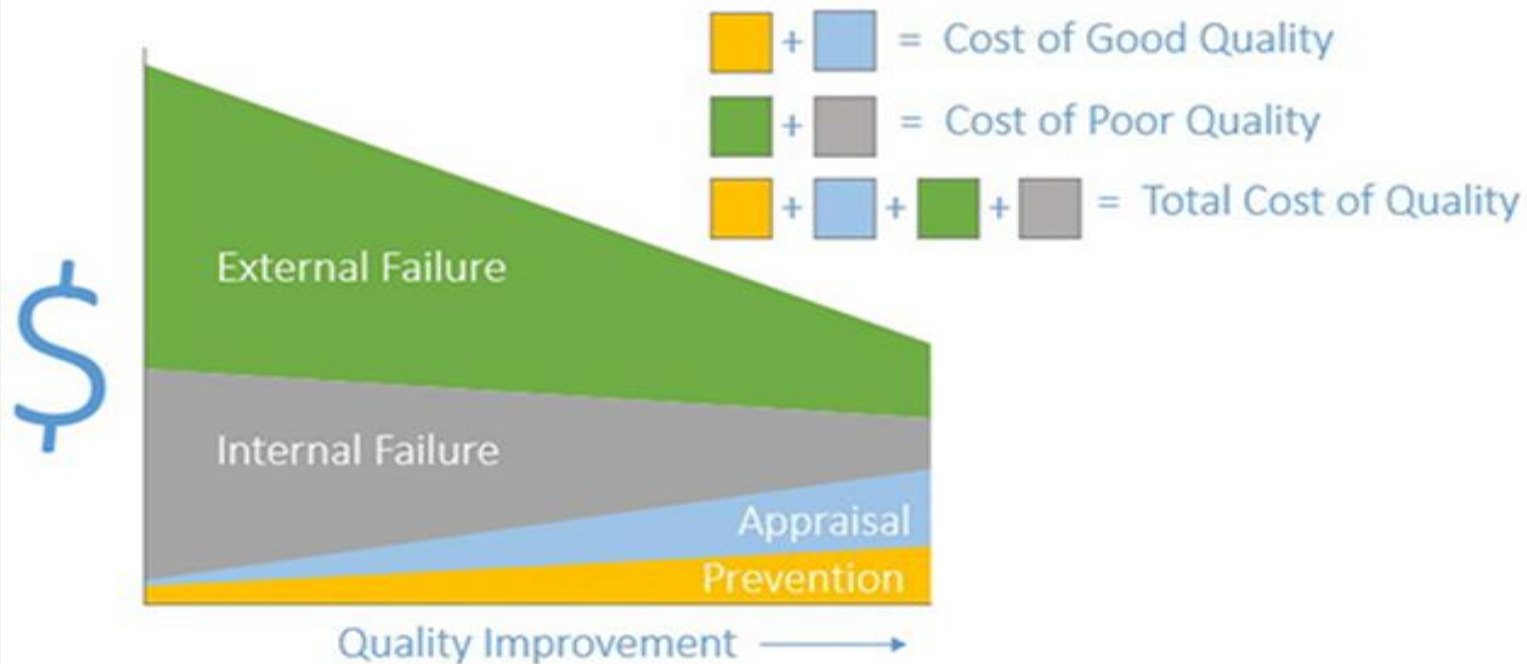 + = Cost of Good Quality
+ = Cost of Poor Quality
+ + + = Total Cost of Quality
$
External Failure
Internal Failure
Appraisal
Prevention
Quality Improvement